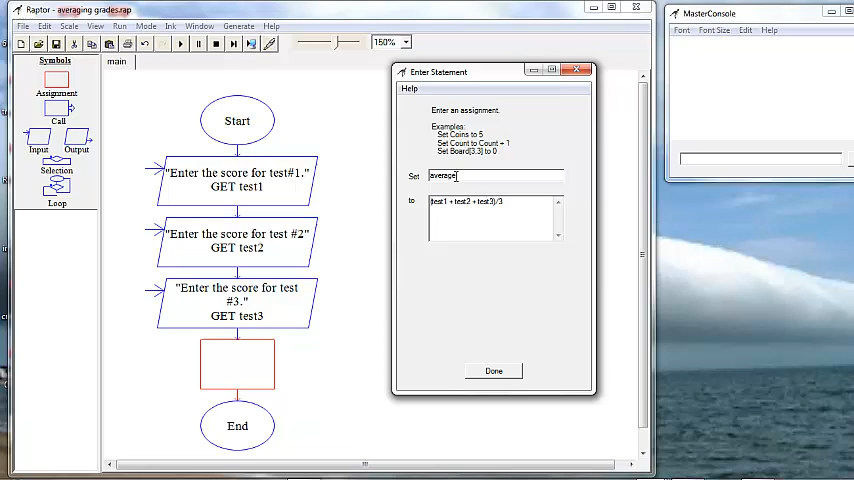 Raptor - averaging grades.rap
File Edit Scale View Run Mode Ink Window Generate Help
150%
Symbols
Assignment
Call
Input Output
Selection
Loop
main
Start
"Enter the score for test#1."
GET test1
"Enter the score for test #2"
GET test2
"Enter the score for test
#3."
GET test3
End
Enter Statement
Help
Enter an assignment.
Examples:
Set Coins to 5
Set Count to Count + 1
Set Board[3,3] to 0
Set average
to (test1 + test2 + test3)/3
Done
MasterConsole
Font Font Size Edit Help